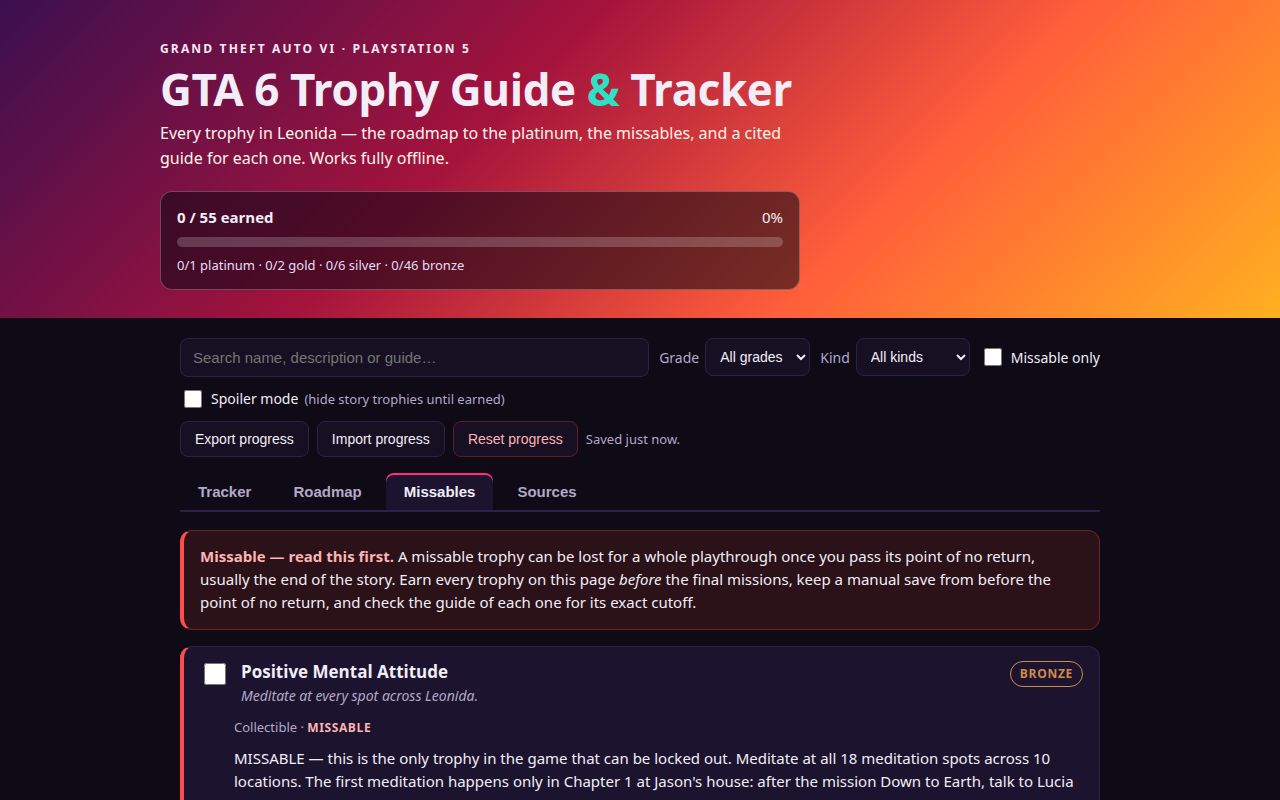 GRAND THEFT AUTO VI · PLAYSTATION 5
GTA 6 Trophy Guide & Tracker
Every trophy in Leonida — the roadmap to the platinum, the missables, and a cited
guide for each one. Works fully offline.
0 / 55 earned 0%
0/1 platinum · 0/2 gold · 0/6 silver · 0/46 bronze
Search name, description or guide… Grade All grades Kind All kinds Missable only
Spoiler mode (hide story trophies until earned)
Export progress Import progress Reset progress Saved just now.
Tracker Roadmap Missables Sources
Missable — read this first. A missable trophy can be lost for a whole playthrough once you pass its point of no return,
usually the end of the story. Earn every trophy on this page before the final missions, keep a manual save from before the
point of no return, and check the guide of each one for its exact cutoff.
Positive Mental Attitude BRONZE
Meditate at every spot across Leonida.
Collectible · MISSABLE
MISSABLE — this is the only trophy in the game that can be locked out. Meditate at all 18 meditation spots across 10
locations. The first meditation happens only in Chapter 1 at Jason's house: after the mission Down to Earth, talk to Lucia